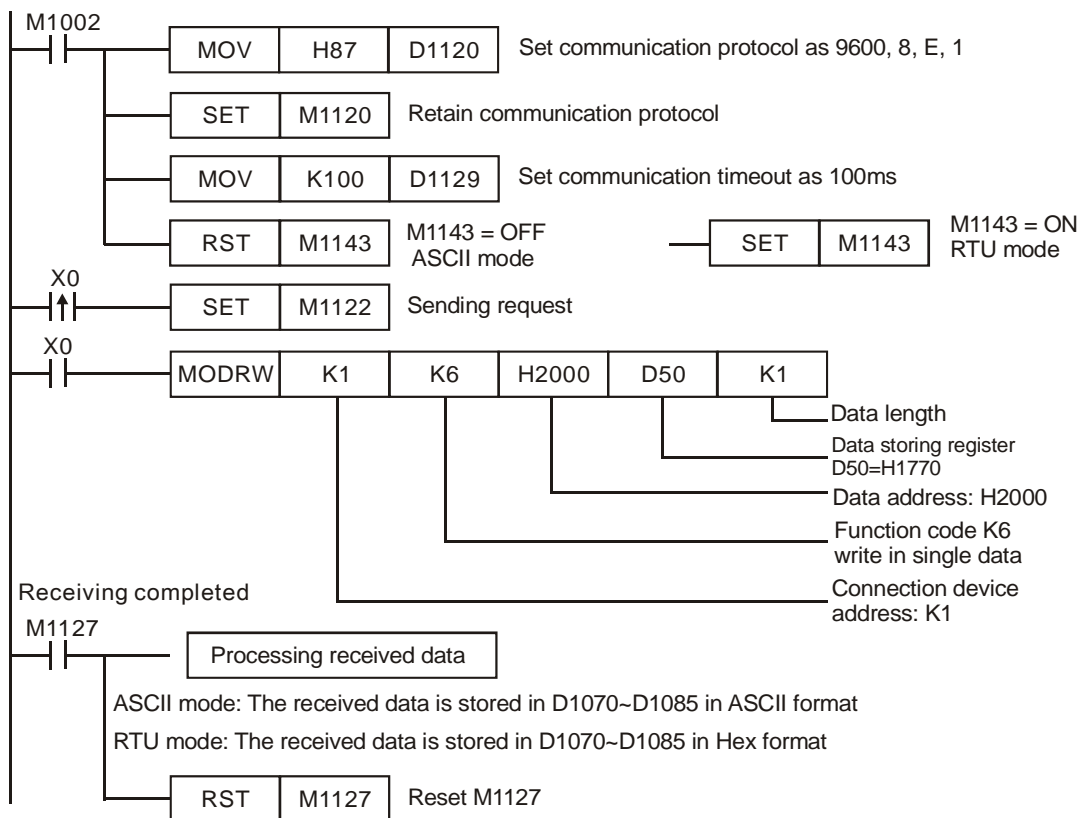 M1002
MOV H87 D1120 Set communication protocol as 9600, 8, E, 1
SET M1120 Retain communication protocol
MOV K100 D1129 Set communication timeout as 100ms
RST M1143 M1143 = OFF
ASCII mode
SET M1143 M1143 = ON
RTU mode
X0
SET M1122 Sending request
X0
MODRW K1 K6 H2000 D50 K1
Data length
Data storing register
D50=H1770
Data address: H2000
Function code K6
write in single data
Connection device
address: K1
Receiving completed
M1127
Processing received data
ASCII mode: The received data is stored in D1070~D1085 in ASCII format
RTU mode: The received data is stored in D1070~D1085 in Hex format
RST M1127 Reset M1127